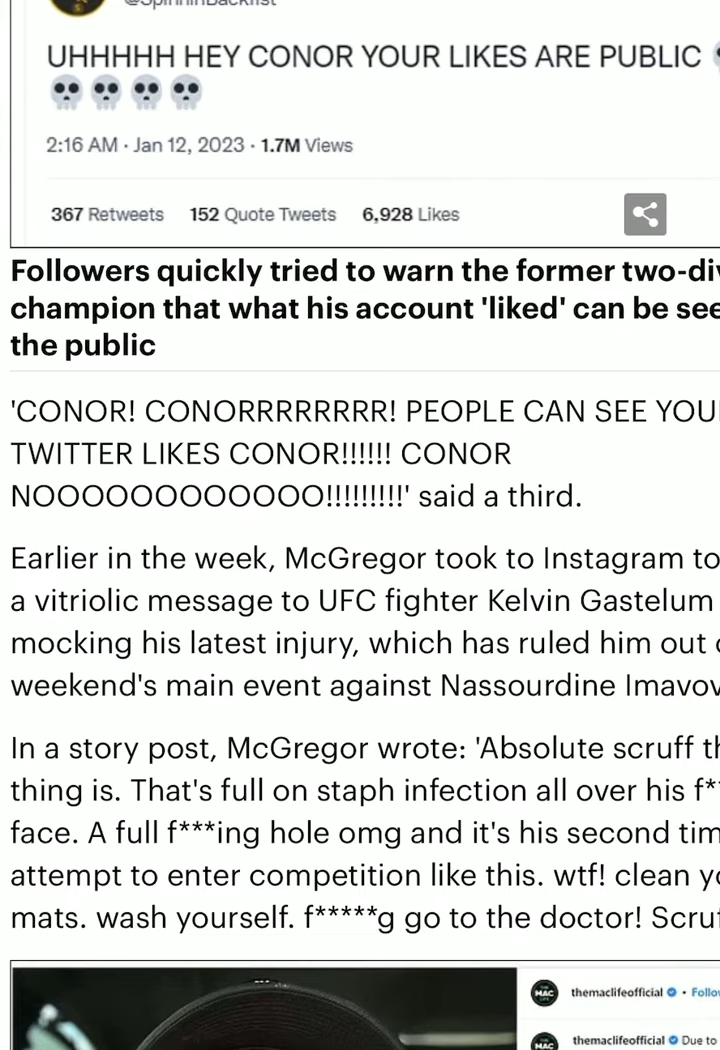 @SpinninBackfist
UHHHHH HEY CONOR YOUR LIKES ARE PUBLIC 💀
💀 💀 💀 💀
2:16 AM · Jan 12, 2023 · 1.7M Views
367 Retweets 152 Quote Tweets 6,928 Likes
Followers quickly tried to warn the former two-div
champion that what his account 'liked' can be see
the public
'CONOR! CONORRRRRRRR! PEOPLE CAN SEE YOU
TWITTER LIKES CONOR!!!!!! CONOR
NOOOOOOOOOOOO!!!!!!!!!' said a third.
Earlier in the week, McGregor took to Instagram to
a vitriolic message to UFC fighter Kelvin Gastelum
mocking his latest injury, which has ruled him out o
weekend's main event against Nassourdine Imavov
In a story post, McGregor wrote: 'Absolute scruff th
thing is. That's full on staph infection all over his f**
face. A full f***ing hole omg and it's his second tim
attempt to enter competition like this. wtf! clean yo
mats. wash yourself. f*****g go to the doctor! Scruf
themaclifeofficial • Follow
themaclifeofficial Due to